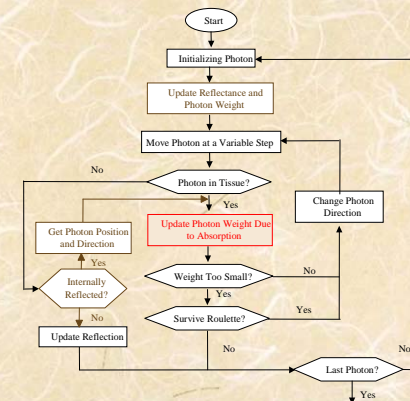 Start
Initializing Photon
Update Reflectance and
Photon Weight
Move Photon at a Variable Step
No
Photon in Tissue?
Yes
Change Photon
Direction
Get Photon Position
and Direction
Update Photon Weight Due
to Absorption
Yes
Internally
Reflected?
Weight Too Small?
No
Yes
No
Survive Roulette?
Yes
Update Reflection
No
Last Photon?
No
Yes